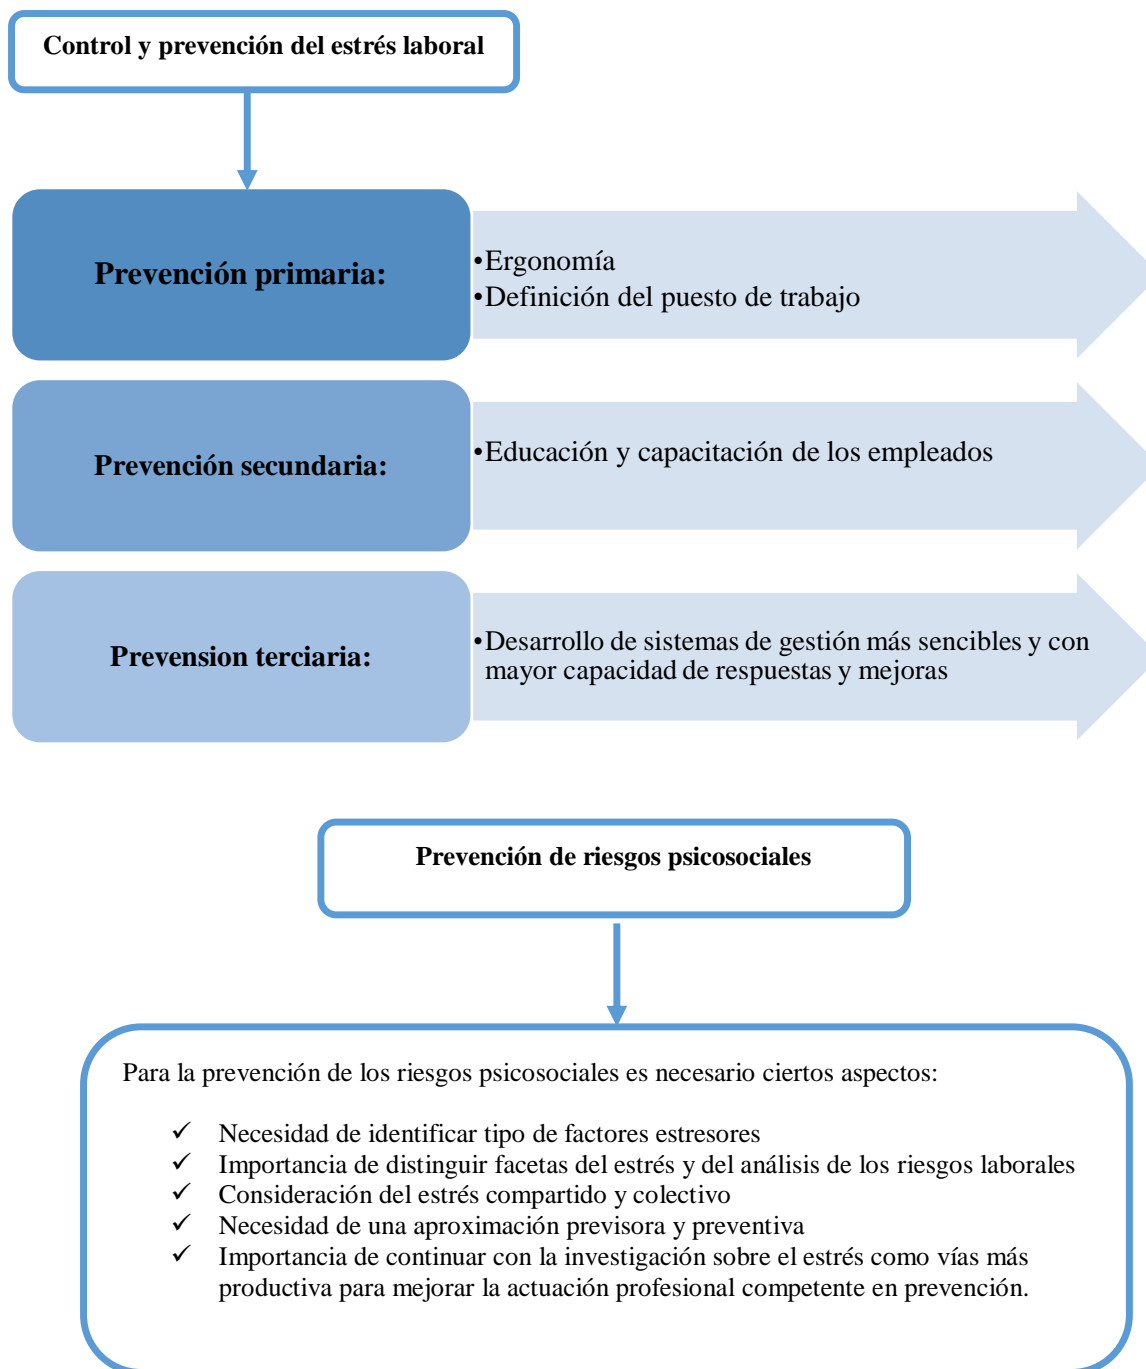 Control y prevención del estrés laboral
Prevención primaria:
•Ergonomía
•Definición del puesto de trabajo
Prevención secundaria:
•Educación y capacitación de los empleados
Prevension terciaria:
•Desarrollo de sistemas de gestión más sencibles y con
mayor capacidad de respuestas y mejoras
Prevención de riesgos psicosociales
Para la prevención de los riesgos psicosociales es necesario ciertos aspectos:
✓ Necesidad de identificar tipo de factores estresores
✓ Importancia de distinguir facetas del estrés y del análisis de los riesgos laborales
✓ Consideración del estrés compartido y colectivo
✓ Necesidad de una aproximación previsora y preventiva
✓ Importancia de continuar con la investigación sobre el estrés como vías más
productiva para mejorar la actuación profesional competente en prevención.